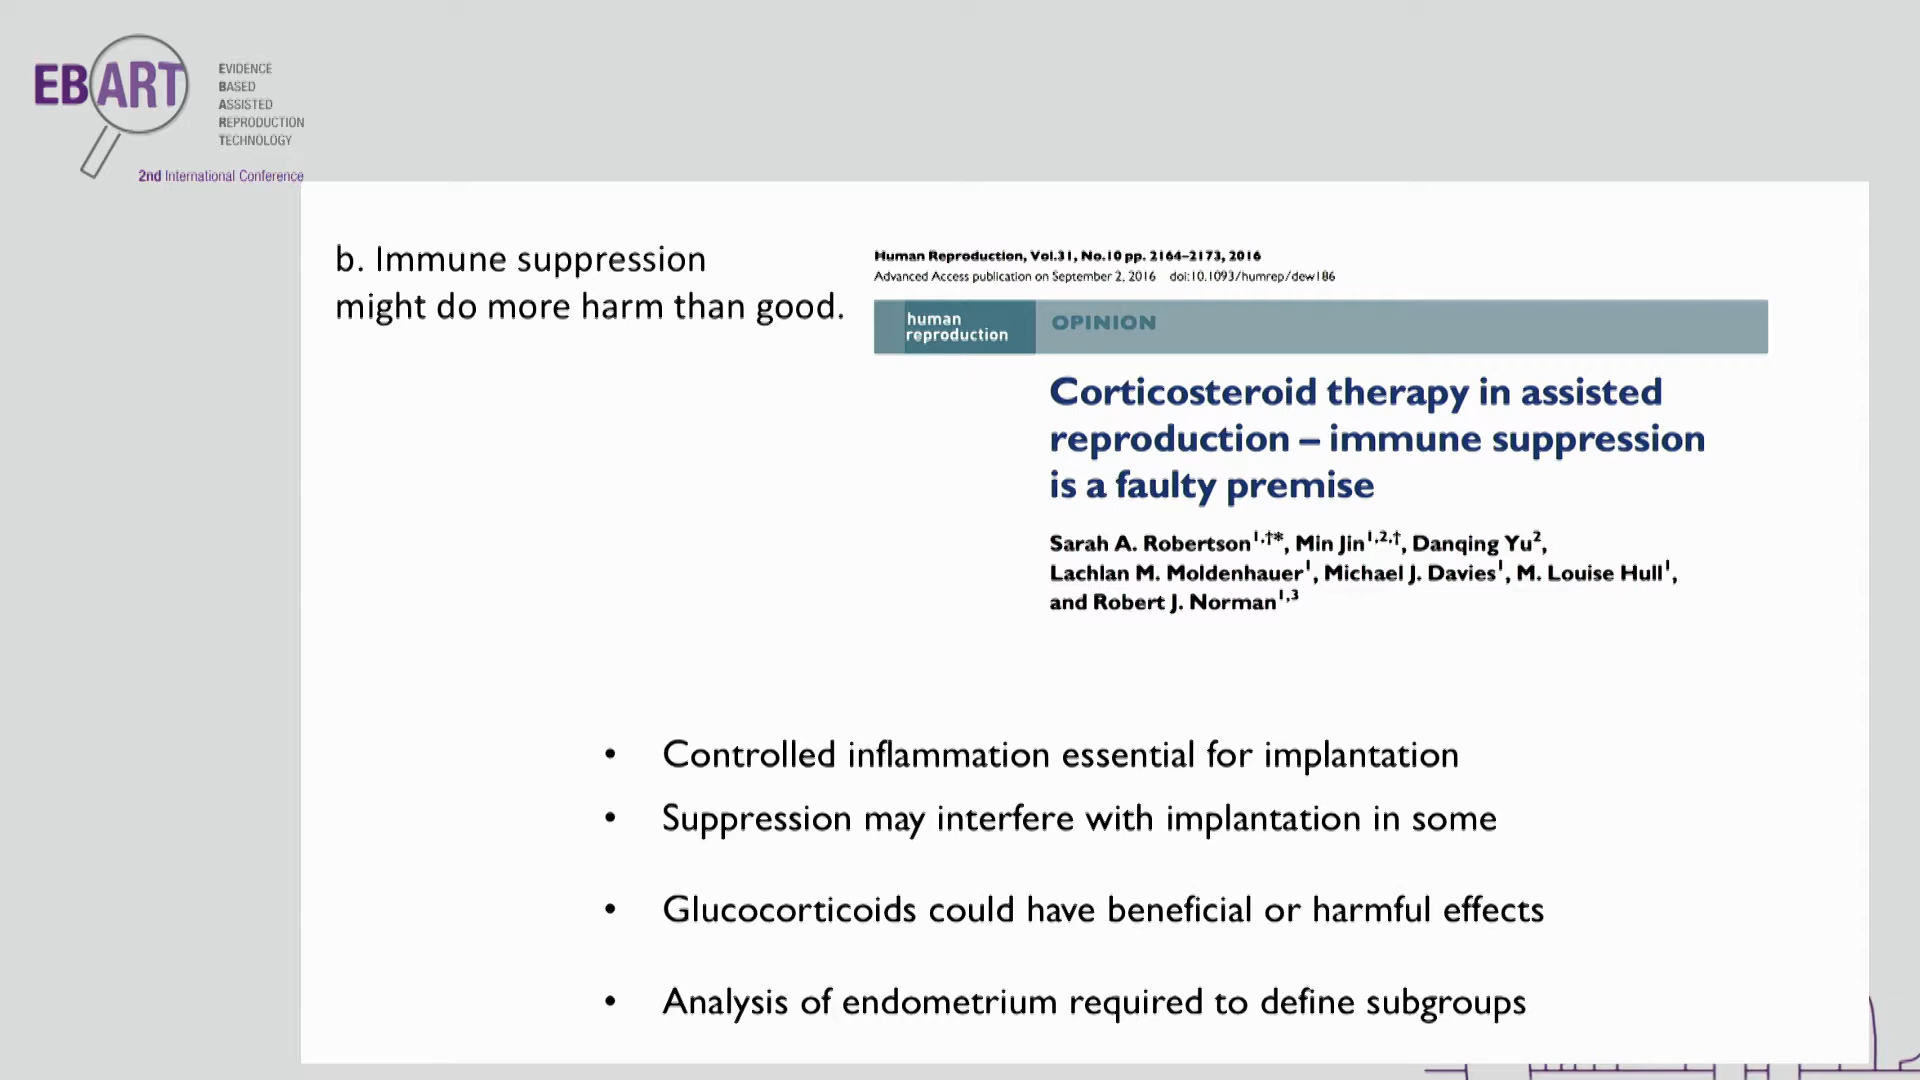 EBART
EVIDENCE
BASED
ASSISTED
REPRODUCTION
TECHNOLOGY
2nd International Conference
b. Immune suppression
might do more harm than good.
Human Reproduction, Vol.31, No.10 pp. 2164–2173, 2016
Advanced Access publication on September 2, 2016 doi:10.1093/humrep/dew186
human
reproduction
OPINION
Corticosteroid therapy in assisted
reproduction – immune suppression
is a faulty premise
Sarah A. Robertson1,†*, Min Jin1,2,†, Danqing Yu2,
Lachlan M. Moldenhauer1, Michael J. Davies1, M. Louise Hull1,
and Robert J. Norman1,3
• Controlled inflammation essential for implantation
• Suppression may interfere with implantation in some
• Glucocorticoids could have beneficial or harmful effects
• Analysis of endometrium required to define subgroups